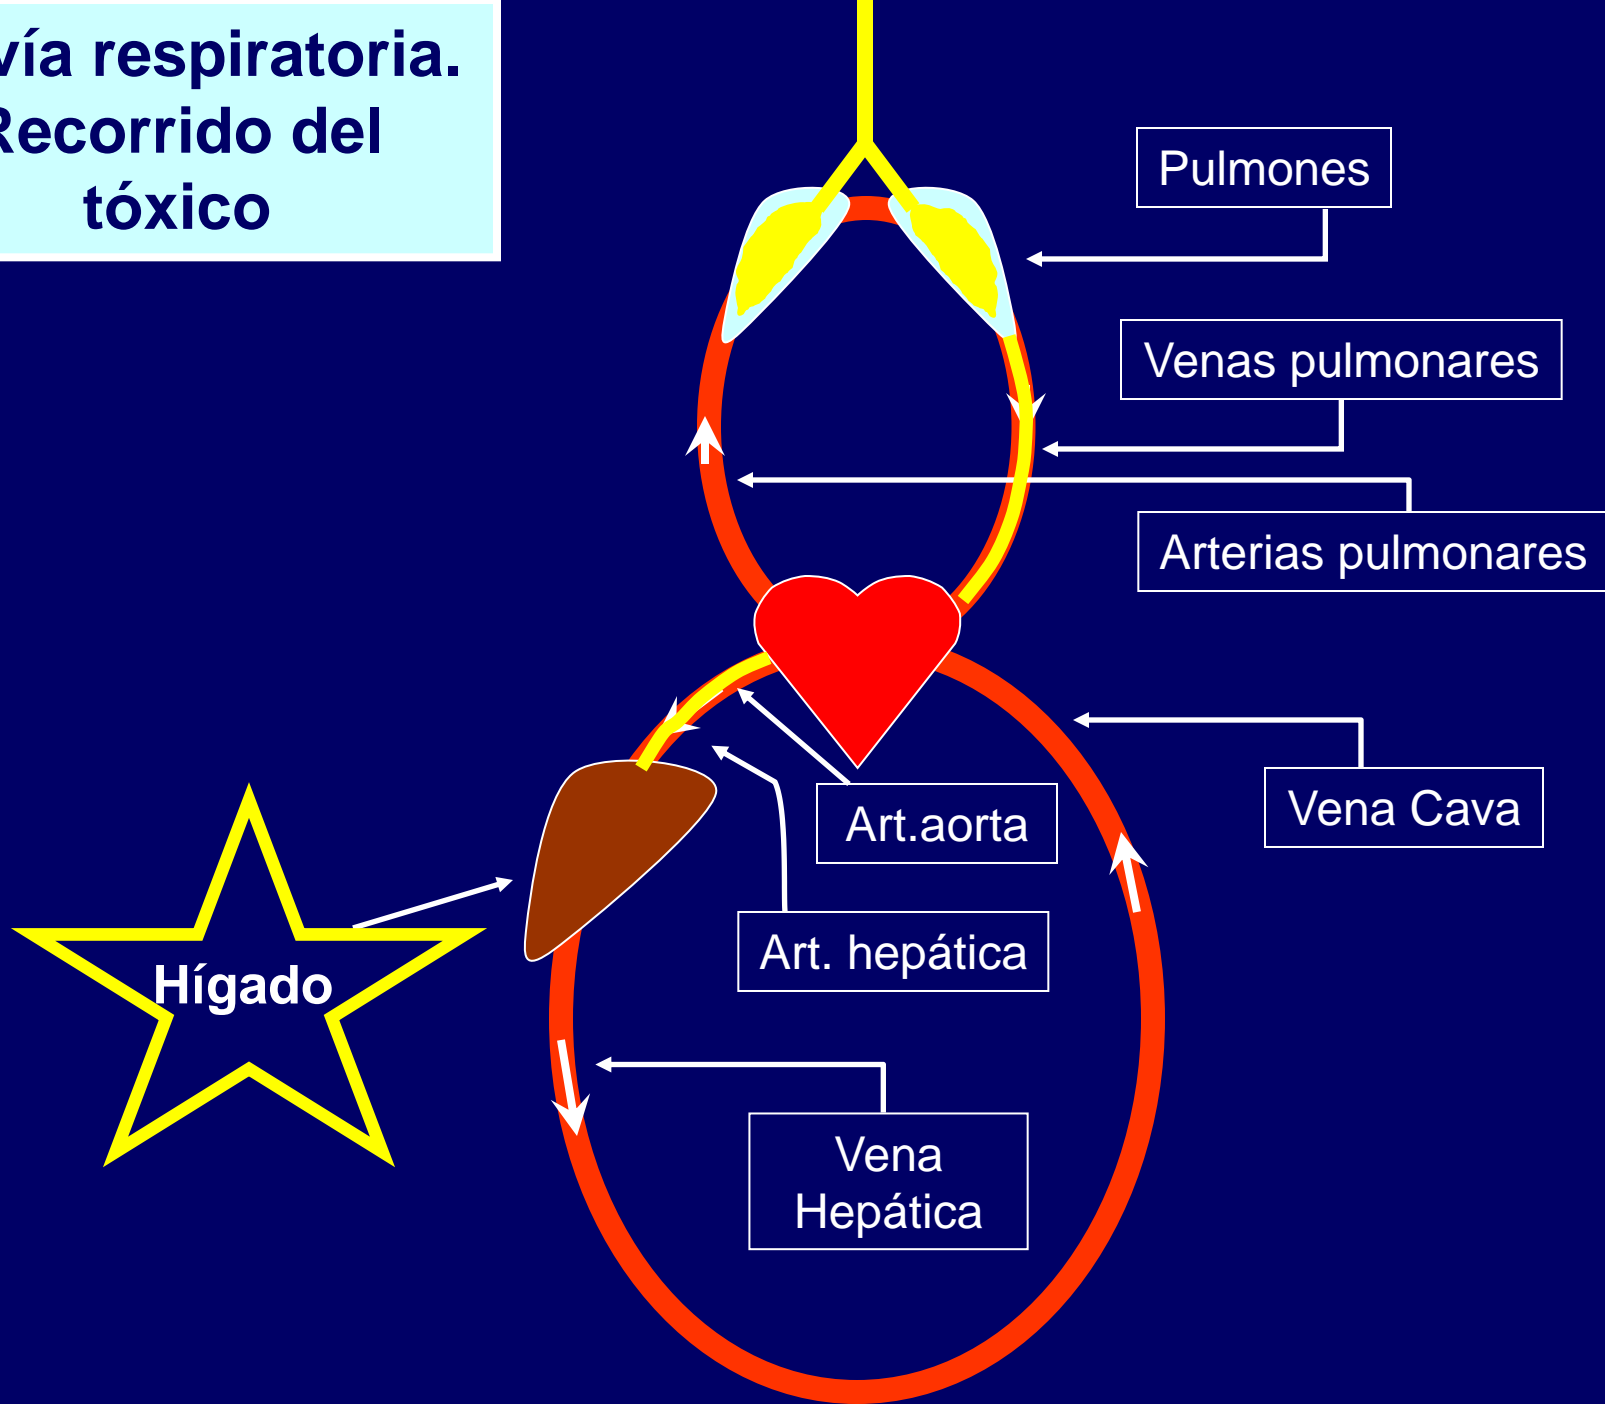 vía respiratoria.
Recorrido del
tóxico
Pulmones
Venas pulmonares
Arterias pulmonares
Art.aorta
Vena Cava
Art. hepática
Hígado
Vena
Hepática